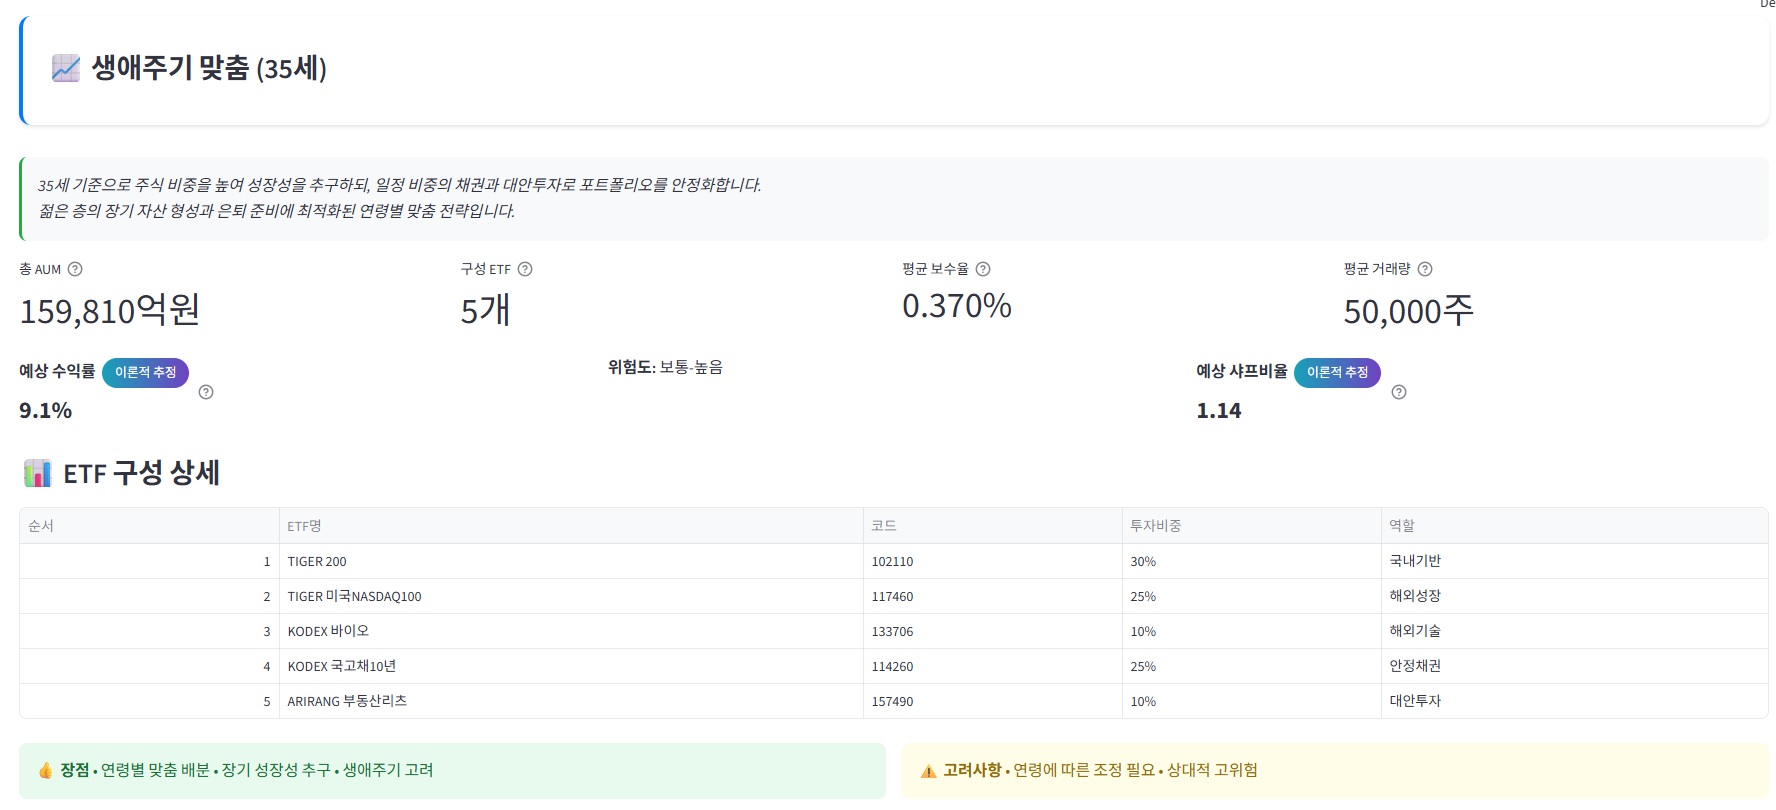 De
생애주기 맞춤 (35세)
35세 기준으로 주식 비중을 높여 성장성을 추구하되, 일정 비중의 채권과 대안투자로 포트폴리오를 안정화합니다.
젊은 층의 장기 자산 형성과 은퇴 준비에 최적화된 연령별 맞춤 전략입니다.
총 AUM ? 구성 ETF ? 평균 보수율 ? 평균 거래량 ?
159,810억원 5개 0.370% 50,000주
예상 수익률 이론적 추정 ? 위험도: 보통-높음 예상 샤프비율 이론적 추정 ?
9.1% 1.14
ETF 구성 상세
순서 ETF명 코드 투자비중 역할
1 TIGER 200 102110 30% 국내기반
2 TIGER 미국NASDAQ100 117460 25% 해외성장
3 KODEX 바이오 133706 10% 해외기술
4 KODEX 국고채10년 114260 25% 안정채권
5 ARIRANG 부동산리츠 157490 10% 대안투자
장점 • 연령별 맞춤 배분 • 장기 성장성 추구 • 생애주기 고려
고려사항 • 연령에 따른 조정 필요 • 상대적 고위험